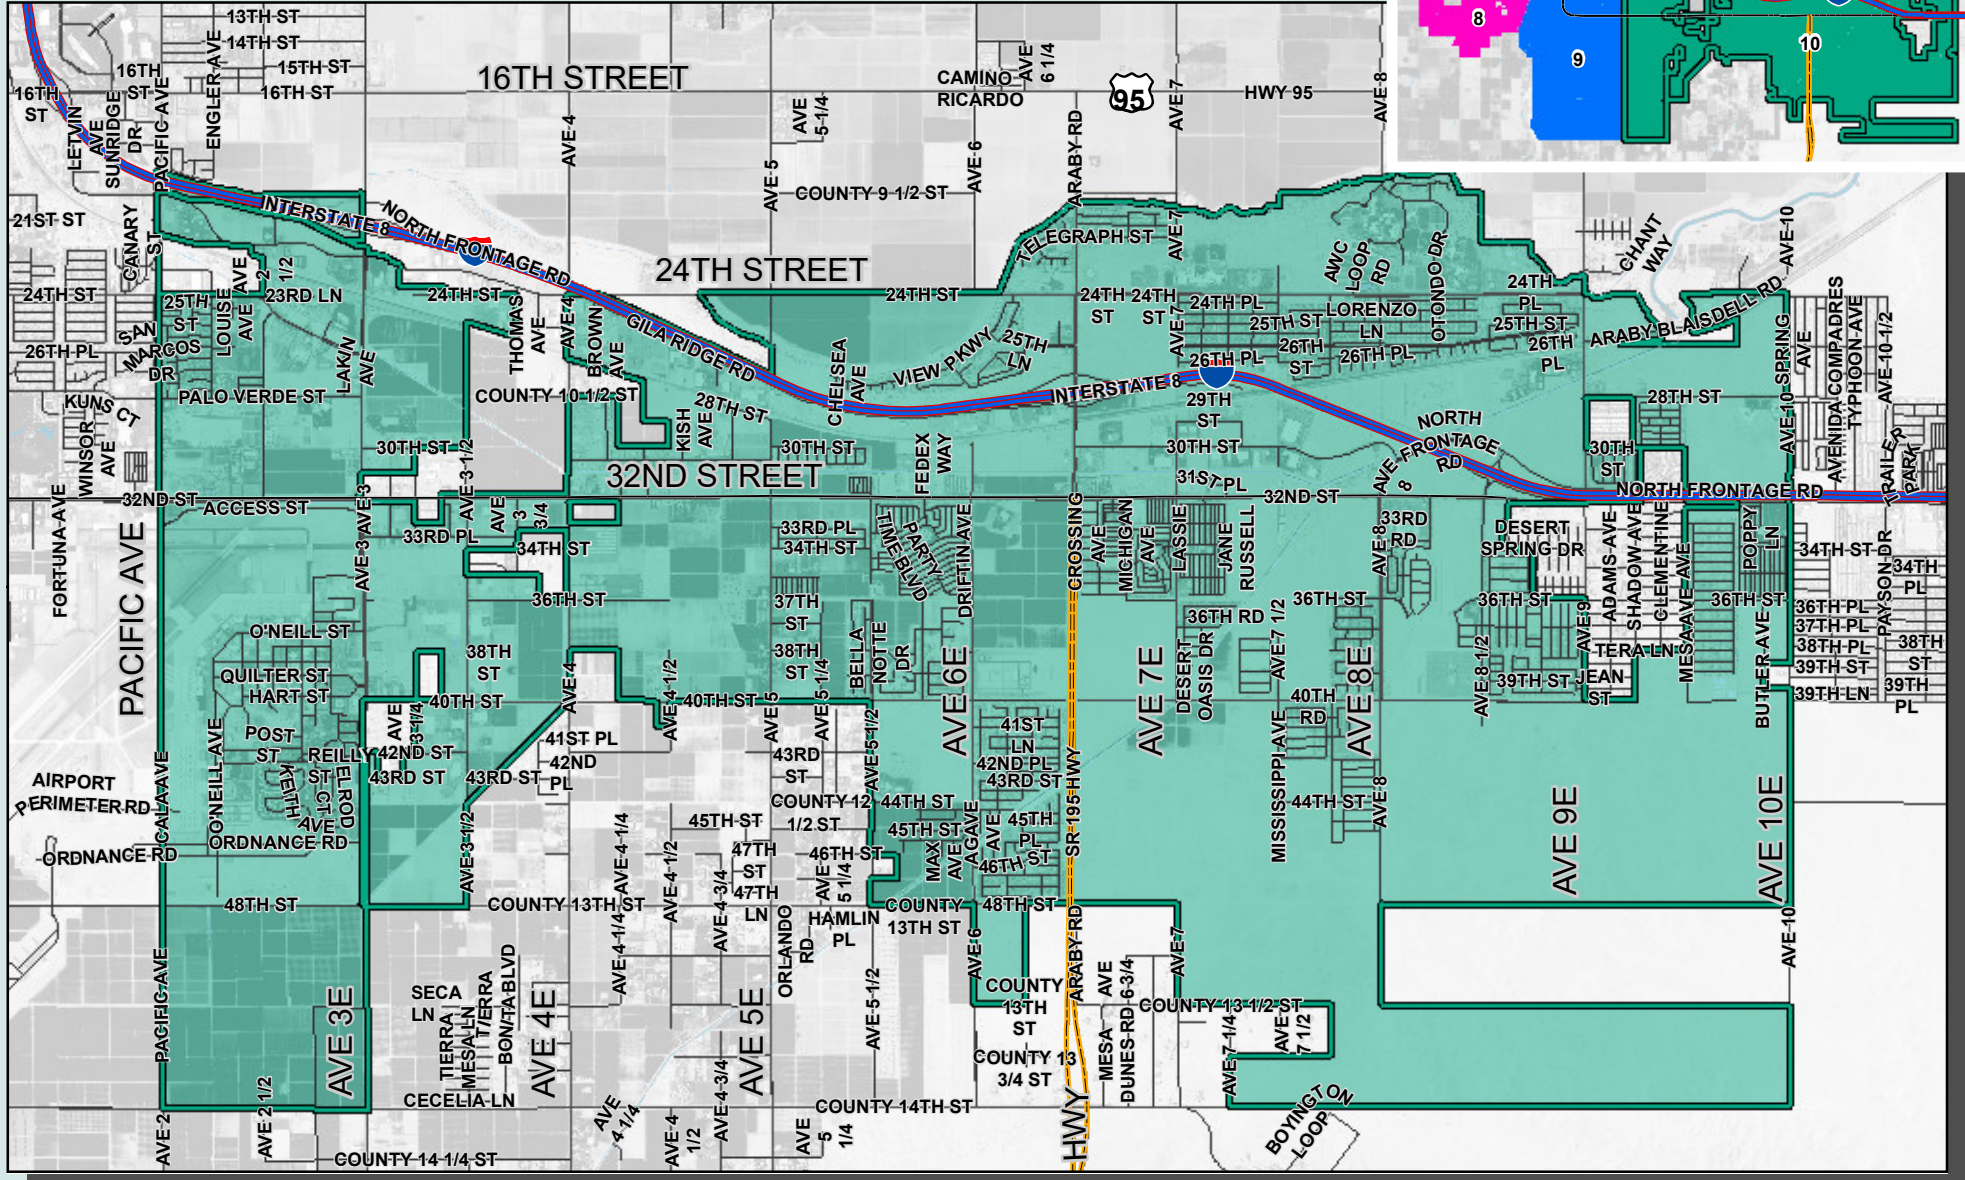 13TH ST
14TH ST
15TH ST
16TH ST
16TH
ST
16TH
ST
ENGLER AVE
LETVIN
AVE
SUNRIDGE
DR
PACIFIC AVE
16TH STREET
CAMINO
RICARDO
AVE
6 1/4
95
HWY 95
AVE 7
AVE 8
AVE
5-1/4
AVE 4
AVE 5
AVE 6
ARABY RD
COUNTY 9 1/2 ST
8
9
10
21ST ST
CANARY
ST
INTERSTATE 8
NORTH FRONTAGE RD
24TH STREET
24TH ST
TELEGRAPH ST
AVE 7
AWC
LOOP
RD
OTONDO DR
CHANT
WAY
AVE 10
24TH ST
25TH
ST
LOUISE
AVE
AVE
2
1/2
23RD LN
24TH ST
THOMAS
AVE
AVE 4
BROWN
AVE
GILA RIDGE RD
24TH
ST
24TH
ST
24TH PL
25TH ST
LORENZO
LN
24TH
PL
25TH ST
26TH
PL
ARABY BLAISDELL RD
SAN
MARCOS
DR
26TH PL
LAKIN
AVE
PALO VERDE ST
KUNS CT
WINSOR
AVE
COUNTY 10 1/2 ST
CHELSEA
AVE
VIEW PKWY
25TH
LN
AVE 7
26TH PL
26TH
ST
26TH PL
INTERSTATE 8
28TH ST
KISH
AVE
29TH
ST
28TH ST
AVE 10
SPRING
AVE
AVENIDA COMPADRES
TYPHOON AVE
AVE 10-1/2
30TH ST
30TH ST
30TH ST
30TH
ST
NORTH
FRONTAGE
RD
FEDEX
WAY
32ND STREET
31ST PL
32ND ST
AVE
8
NORTH FRONTAGE RD
TRAILER
PARK
FORTUNA AVE
32ND ST
ACCESS ST
AVE 3
AVE 3
AVE 3-1/2
AVE
3
3/4
33RD PL
34TH ST
36TH ST
33RD PL
34TH ST
37TH
ST
38TH
ST
PARTY
TIME BLVD
DRIFTIN AVE
CROSSING
AVE
MICHIGAN
AVE
LASSIE
JANE
RUSSELL
33RD
RD
AVE 8
DESERT
SPRING DR
ADAMS AVE
SHADOW AVE
CLEMENTINE
MESA AVE
POPPY
LN
34TH ST
34TH
PL
PAYSON DR
36TH PL
37TH PL
38TH PL
39TH ST
39TH LN
38TH
ST
39TH
PL
PACIFIC AVE
O'NEILL ST
QUILTER ST
HART ST
38TH
ST
BELLA
NOTTE
DR
36TH RD
36TH ST
36TH ST
36TH ST
AVE 9
TERA LN
JEAN
ST
39TH ST
AVE 8-1/2
BUTLER AVE
AVE 7 1/2
DESERT
OASIS DR
AVE 6E
AVE 7E
AVE 8E
AVE 9E
AVE 10E
40TH ST
AVE
3-1/4
AVE 4
AVE 4-1/2
40TH ST
AVE 5
AVE 5 1/4
AVE 5-1/2
40TH
RD
O'NEILL AVE
POST
ST
REILLY
ST
KEITH
AVE
ELROD
CT
42ND ST
43RD ST
43RD ST
41ST PL
42ND
PL
43RD
ST
41ST
LN
42ND PL
43RD ST
MISSISSIPPI AVE
44TH ST
AVE 8
AIRPORT
PERIMETER RD
CALA AVE
ORDNANCE RD
ORDNANCE RD
AVE 3-1/2
COUNTY 12
1/2 ST
45TH ST
44TH ST
45TH ST
45TH
PL
46TH ST
46TH ST
MAX
AVE
AGAVE
AVE
SR 195 HWY
47TH
ST
47TH
LN
AVE
5 1/4
AVE 4-1/4
AVE 4-1/2
AVE 4-3/4
AVE 4-1/4
48TH ST
COUNTY 13TH ST
ORLANDO
RD
HAMLIN
PL
COUNTY
13TH ST
48TH ST
AVE 6
ARABY RD
AVE 7
AVE 10
PACIFIC AVE
AVE 3E
SECA
LN
TIERRA
MESA LN
TIERRA
BONITA BLVD
AVE 4E
AVE 5E
AVE 5-1/2
COUNTY
13TH
ST
MESA
AVE
DUNES RD
6-3/4
COUNTY 13 1/2 ST
AVE 7-1/4
AVE
7 1/2
COUNTY 13
3/4 ST
CECELIA LN
AVE 2
AVE 2 1/2
AVE
4 1/4
AVE 4
1/2
AVE 4-3/4
AVE
5
1/4
COUNTY 14TH ST
HWY
BOYINGTON
LOOP
COUNTY 14 1/4 ST